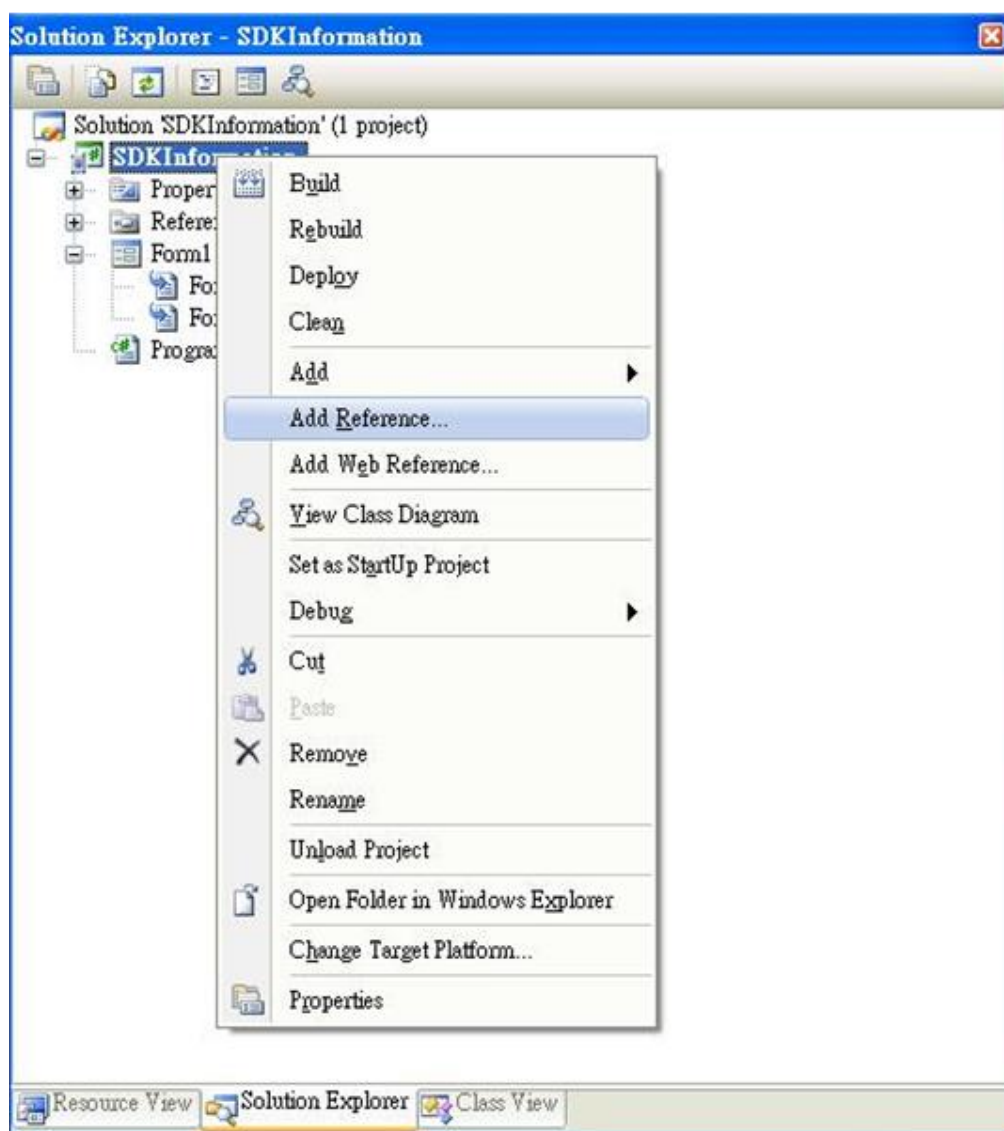 Solution Explorer - SDKInformation
Solution 'SDKInformation' (1 project)
Proper
Refere
Form1
Fo
Fo
Progra
Build
Rebuild
Deploy
Clean
Add
Add Reference...
Add Web Reference...
View Class Diagram
Set as StartUp Project
Debug
Cut
Paste
Remove
Rename
Unload Project
Open Folder in Windows Explorer
Change Target Platform...
Properties
Resource View Solution Explorer Class View